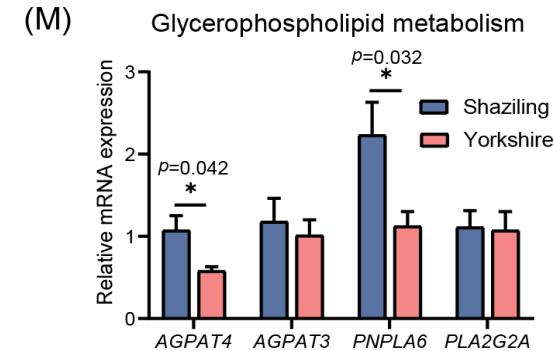 (M)
Glycerophospholipid metabolism
Relative mRNA expression
3
2
1
0
p=0.042
*
p=0.032
*
Shaziling
Yorkshire
AGPAT4 AGPAT3 PNPLA6 PLA2G2A